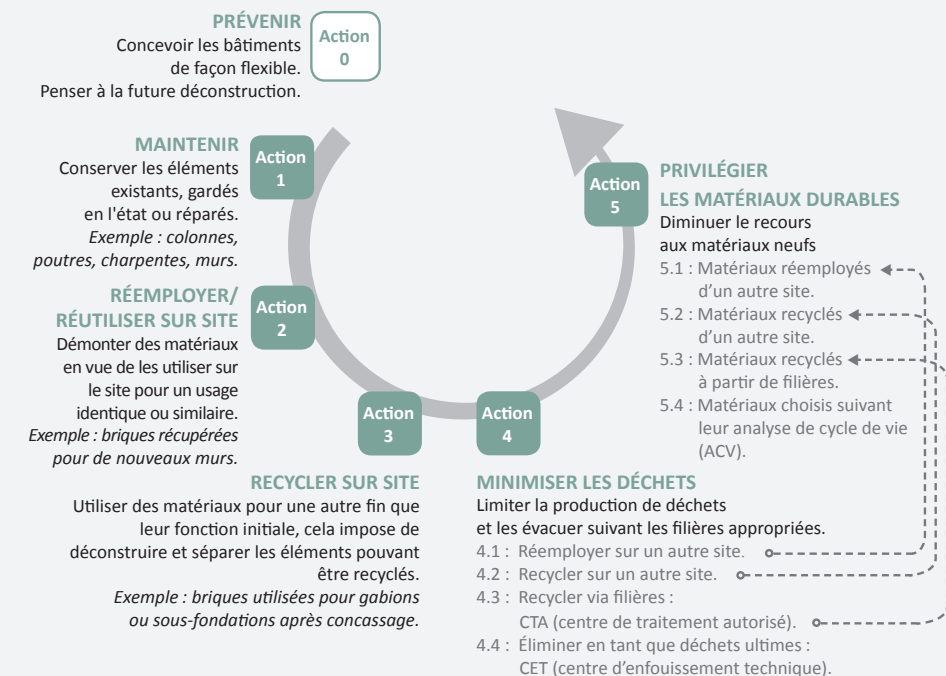 PRÉVENIR
Concevoir les bâtiments
de façon flexible.
Penser à la future déconstruction.
Action
0
MAINTENIR
Conserver les éléments
existants, gardés
en l'état ou réparés.
Exemple : colonnes,
poutres, charpentes, murs.
Action
1
RÉEMPLOYER/
RÉUTILISER SUR SITE
Démonter des matériaux
en vue de les utiliser sur
le site pour un usage
identique ou similaire.
Exemple : briques récupérées
pour de nouveaux murs.
Action
2
Action
3
RECYCLER SUR SITE
Utiliser des matériaux pour une autre fin que
leur fonction initiale, cela impose de
déconstruire et séparer les éléments pouvant
être recyclés.
Exemple : briques utilisées pour gabions
ou sous-fondations après concassage.
Action
4
MINIMISER LES DÉCHETS
Limiter la production de déchets
et les évacuer suivant les filières appropriées.
4.1 : Réemployer sur un autre site.
4.2 : Recycler sur un autre site.
4.3 : Recycler via filières :
CTA (centre de traitement autorisé).
4.4 : Éliminer en tant que déchets ultimes :
CET (centre d'enfouissement technique).
Action
5
PRIVILÉGIER
LES MATÉRIAUX DURABLES
Diminuer le recours
aux matériaux neufs
5.1 : Matériaux réemployés
d'un autre site.
5.2 : Matériaux recyclés
d'un autre site.
5.3 : Matériaux recyclés
à partir de filières.
5.4 : Matériaux choisis suivant
leur analyse de cycle de vie
(ACV).